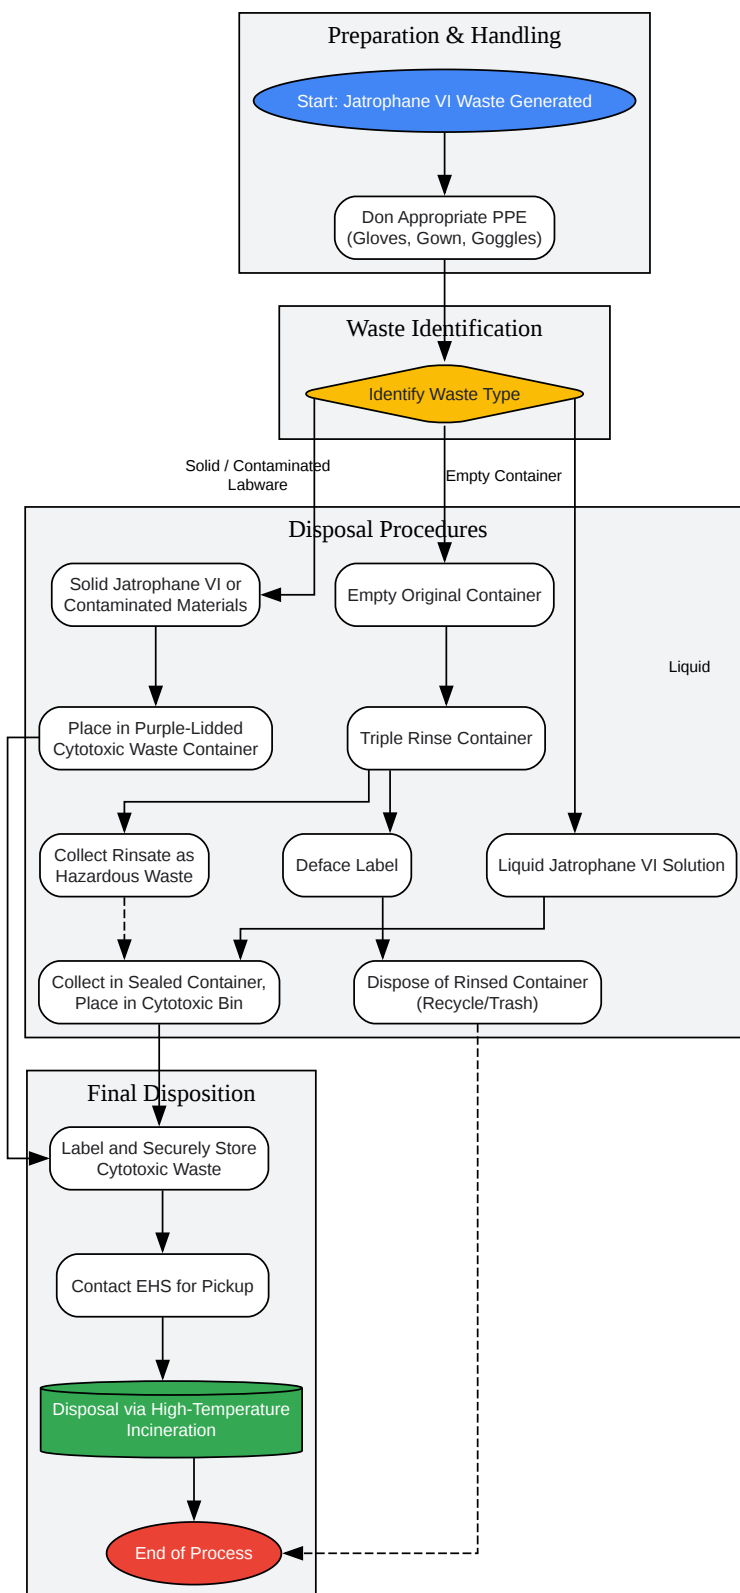 Preparation & Handling
Start: Jatrophane VI Waste Generated
Don Appropriate PPE
(Gloves, Gown, Goggles)
Waste Identification
Identify Waste Type
Solid / Contaminated
Labware
Empty Container
Disposal Procedures
Solid Jatrophane VI or
Contaminated Materials
Empty Original Container
Liquid
Place in Purple-Lidded
Cytotoxic Waste Container
Triple Rinse Container
Collect Rinsate as
Hazardous Waste
Deface Label
Liquid Jatrophane VI Solution
Collect in Sealed Container,
Place in Cytotoxic Bin
Dispose of Rinsed Container
(Recycle/Trash)
Final Disposition
Label and Securely Store
Cytotoxic Waste
Contact EHS for Pickup
Disposal via High-Temperature
Incineration
End of Process